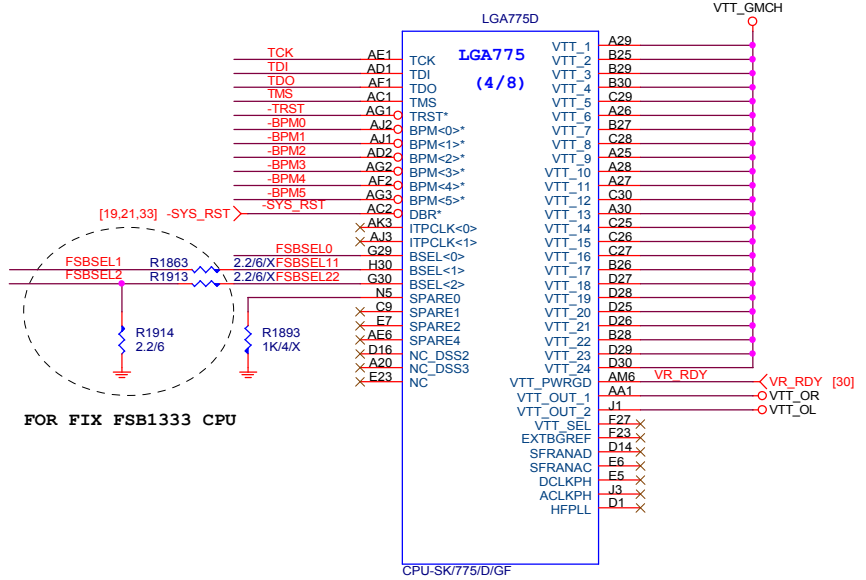 VTT_GMCH
LGA775D
LGA775
(4/8)
TCK AE1 TCK
TDI AD1 TDI
TDO AF1 TDO
TMS AC1 TMS
-TRST AG1 TRST*
-BPM0 AJ2 BPM<0>*
-BPM1 AJ1 BPM<1>*
-BPM2 AD2 BPM<2>*
-BPM3 AG2 BPM<3>*
-BPM4 AF2 BPM<4>*
-BPM5 AG3 BPM<5>*
[19,21,33] -SYS_RST -SYS_RST AC2 DBR*
AK3 ITPCLK<0>
AJ3 ITPCLK<1>
FSBSEL0 G29 BSEL<0>
FSBSEL1 R1863 2.2/6/X FSBSEL11 H30 BSEL<1>
FSBSEL2 R1913 2.2/6/X FSBSEL22 G30 BSEL<2>
N5 SPARE0
C9 SPARE1
E7 SPARE2
AE6 SPARE4
D16 NC_DSS2
A20 NC_DSS3
E23 NC
R1914
2.2/6
R1893
1K/4/X
FOR FIX FSB1333 CPU
VTT_1 A29
VTT_2 B25
VTT_3 B29
VTT_4 B30
VTT_5 C29
VTT_6 A26
VTT_7 B27
VTT_8 C28
VTT_9 A25
VTT_10 A28
VTT_11 A27
VTT_12 C30
VTT_13 A30
VTT_14 C25
VTT_15 C26
VTT_16 C27
VTT_17 B26
VTT_18 D27
VTT_19 D28
VTT_20 D25
VTT_21 D26
VTT_22 B28
VTT_23 D29
VTT_24 D30
VTT_PWRGD AM6 VR_RDY VR_RDY [30]
VTT_OUT_1 AA1 VTT_OR
VTT_OUT_2 J1 VTT_OL
VTT_SEL F27
EXTBGREF F23
SFRANAD D14
SFRANAC E6
DCLKPH E5
ACLKPH J3
HFPLL D1
CPU-SK/775/D/GF